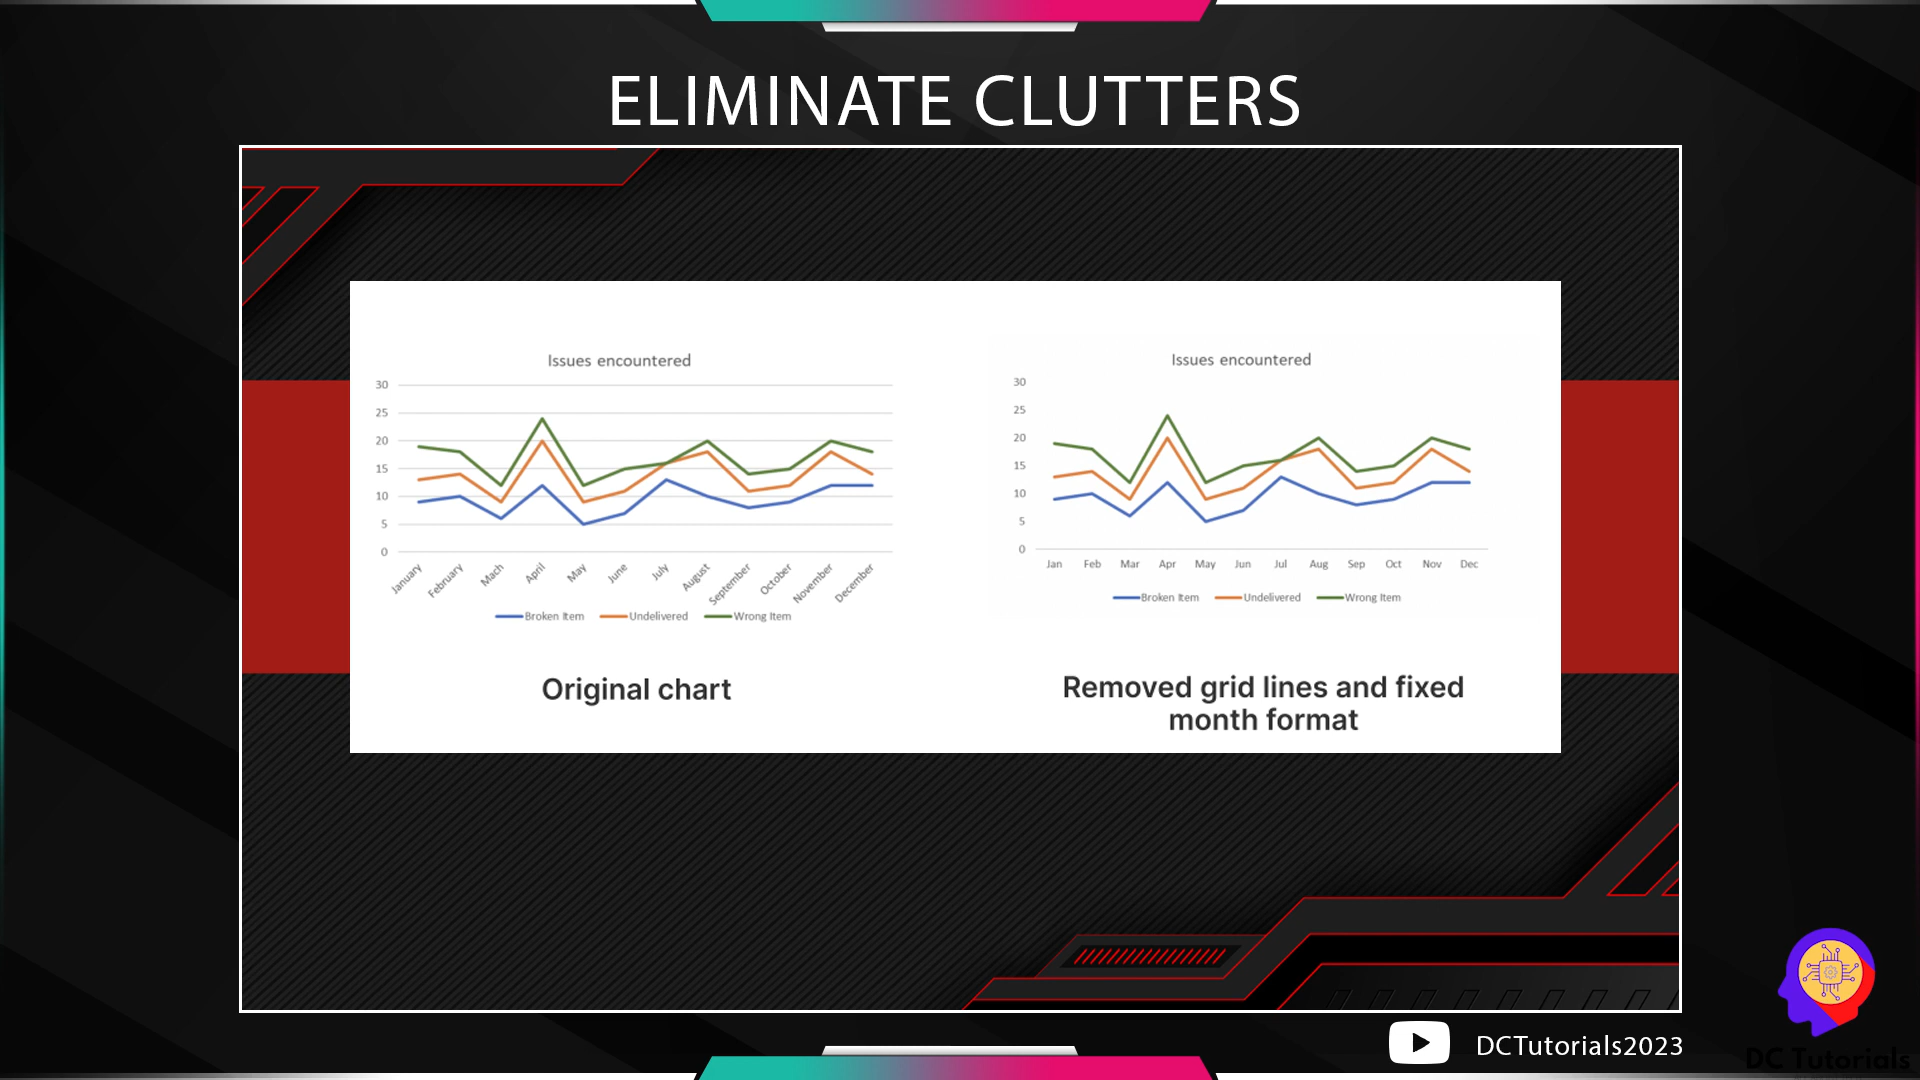 ELIMINATE CLUTTERS
Issues encountered
30
25
20
15
10
5
0
January February Mach April May June July August September October November December
Broken Item Undelivered Wrong Item
Original chart
Issues encountered
30
25
20
15
10
5
0
Jan Feb Mar Apr May Jun Jul Aug Sep Oct Nov Dec
Broken Item Undelivered Wrong Item
Removed grid lines and fixed
month format
DCTutorials2023
DC Tutorials